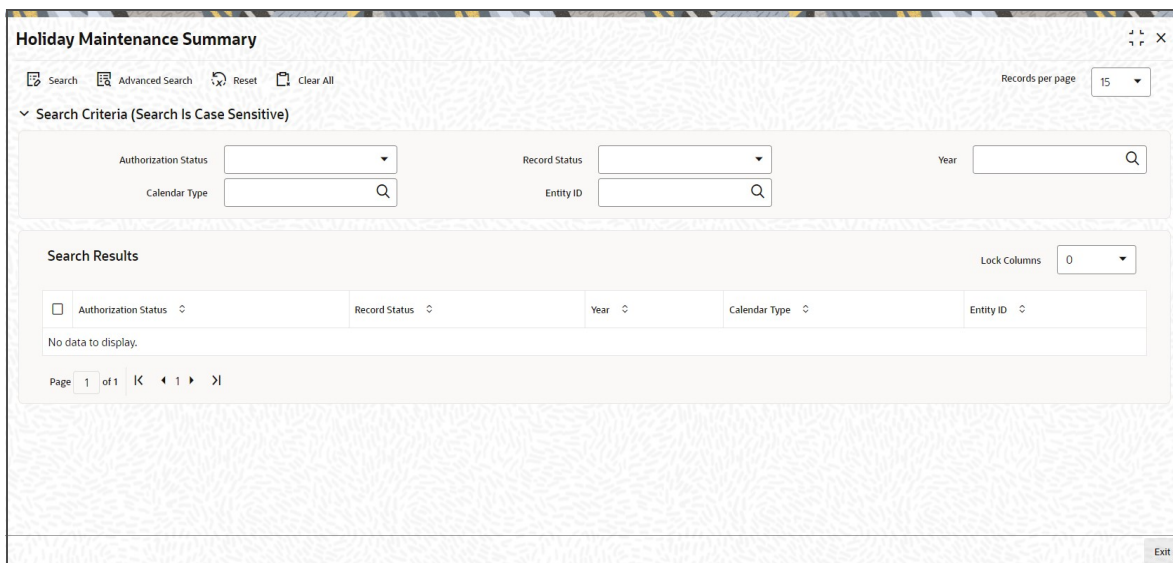 Holiday Maintenance Summary
Search Advanced Search Reset Clear All Records per page 15
Search Criteria (Search Is Case Sensitive)
Authorization Status Record Status Year
Calendar Type Entity ID
Search Results Lock Columns 0
Authorization Status Record Status Year Calendar Type Entity ID
No data to display.
Page 1 of 1 1
Exit